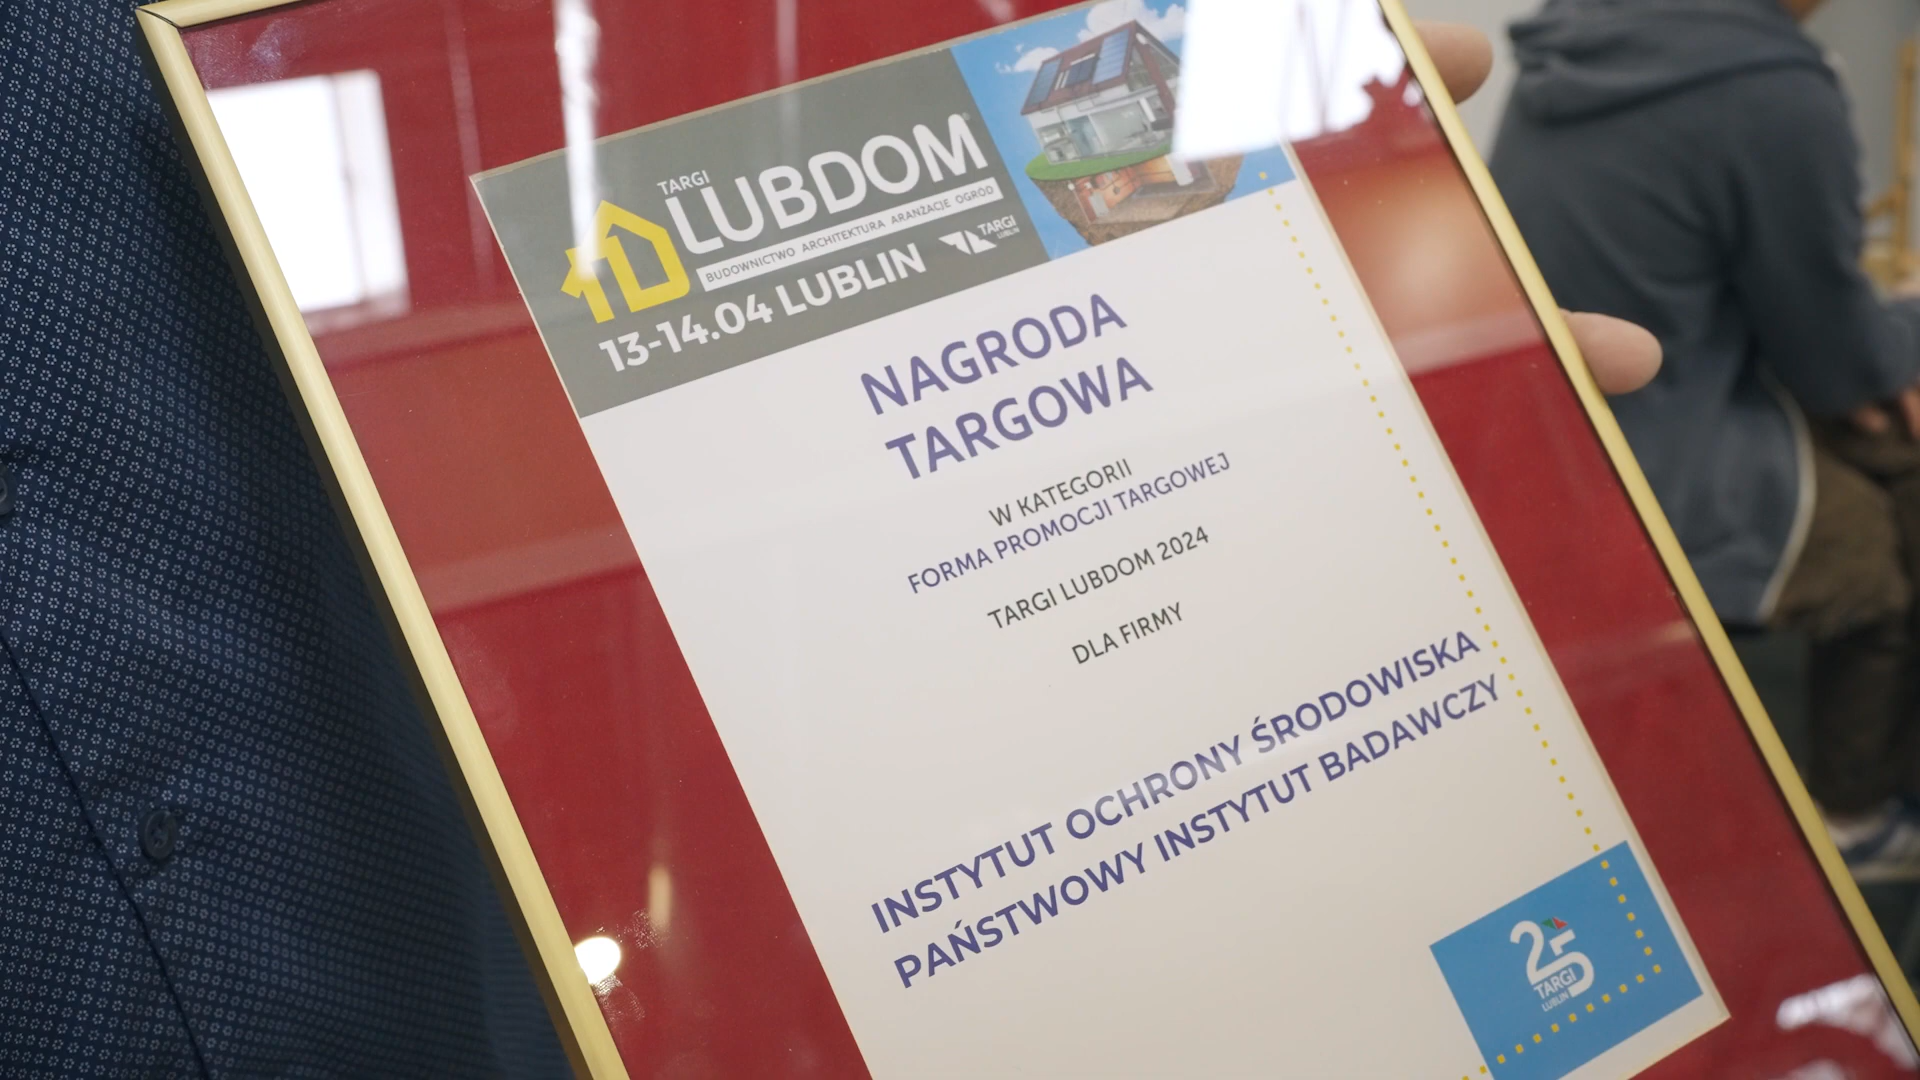 TARGI
LUBDOM®
BUDOWNICTWO ARCHITEKTURA ARANŻACJE OGRÓD
13-14.04 LUBLIN
TARGI
LUBLIN
NAGRODA
TARGOWA
W KATEGORII
FORMA PROMOCJI TARGOWEJ
TARGI LUBDOM 2024
DLA FIRMY
INSTYTUT OCHRONY ŚRODOWISKA
PAŃSTWOWY INSTYTUT BADAWCZY
25
TARGI
LUBLIN